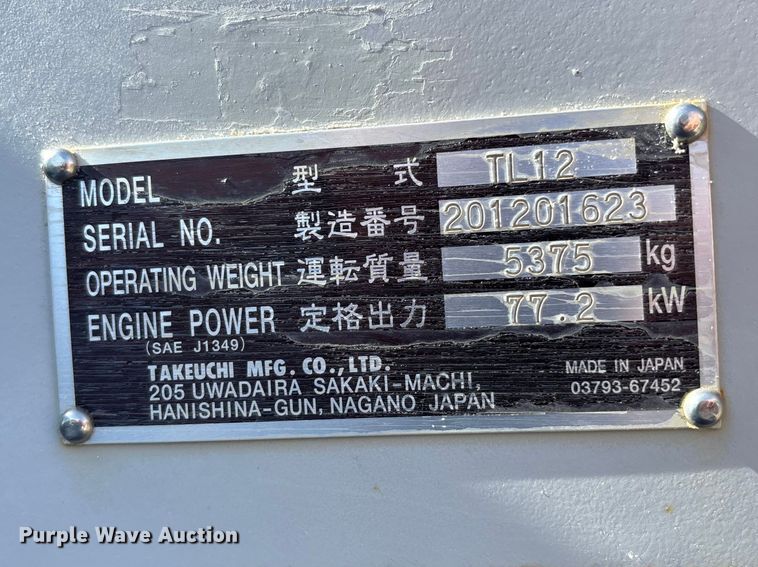 MODEL 型 式 TL12
SERIAL NO. 製造番号 201201623
OPERATING WEIGHT 運転質量 5375 kg
ENGINE POWER 定格出力 77.2 kW
(SAE J1349)
TAKEUCHI MFG. CO.,LTD.
205 UWADAIRA SAKAKI-MACHI,
HANISHINA-GUN, NAGANO JAPAN
MADE IN JAPAN
03793-67452
Purple Wave Auction